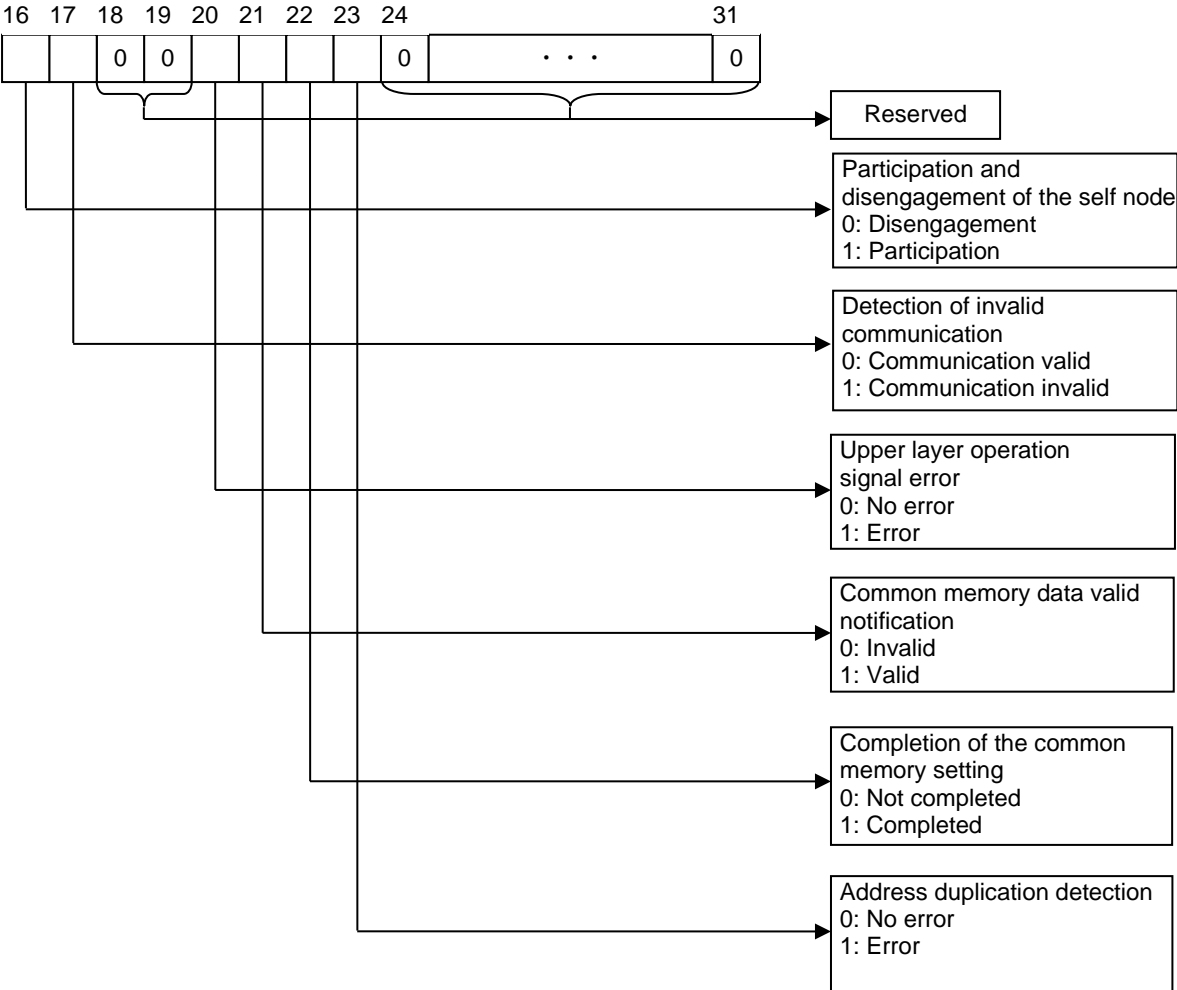 16 17 18 19 20 21 22 23 24 31
0 0 0 · · · 0
Reserved
Participation and
disengagement of the self node
0: Disengagement
1: Participation
Detection of invalid
communication
0: Communication valid
1: Communication invalid
Upper layer operation
signal error
0: No error
1: Error
Common memory data valid
notification
0: Invalid
1: Valid
Completion of the common
memory setting
0: Not completed
1: Completed
Address duplication detection
0: No error
1: Error